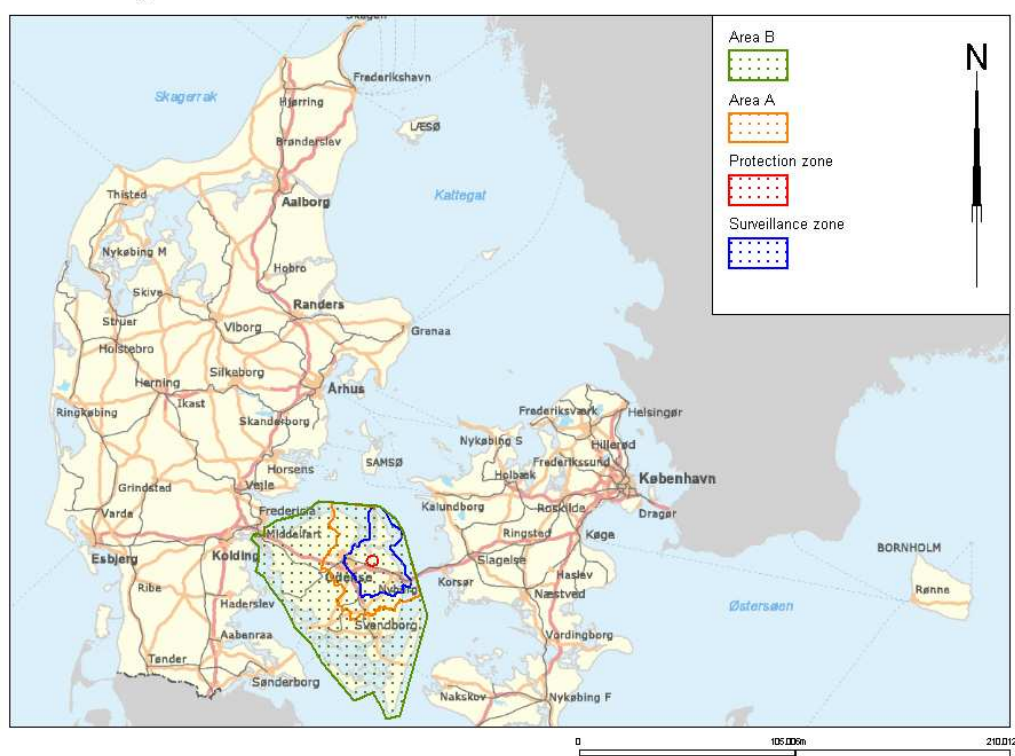 Skagen
Frederikshavn
Skagerrak
Hjørring
LÆSØ
Brønderslev
Thisted
Kattegat
Aalborg
Nykøbing M
Hobro
Skive
Randers
Struer
Viborg
Grenaa
Holstebro
Silkeborg
Herning
Århus
Ikast
Ringkøbing
Skanderborg
Frederiksværk
Helsingør
Nykøbing S
Hillerød
SAMSØ
Frederikssund
Horsens
Holbæk
København
Grindsted
Vejle
Kalundborg
Roskilde
Varde
Fredericia
Dragør
Middelfart
Ringsted
Køge
Esbjerg
Kolding
Slagelse
BORNHOLM
Odense
Haslev
Ribe
Nyborg
Korsør
Rønne
Haderslev
Næstved
Østersøen
Svendborg
Aabenraa
Vordingborg
Tønder
Sønderborg
Nakskov
Nykøbing F
Area B
N
Area A
Protection zone
Surveillance zone
0 105,006m 210,012